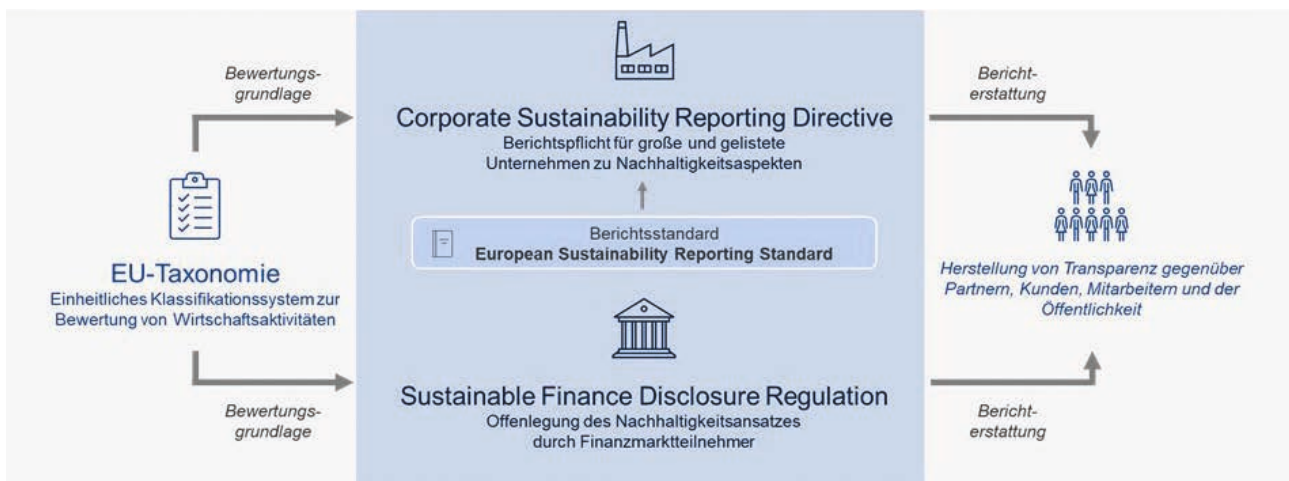 Bewertungs-
grundlage
EU-Taxonomie
Einheitliches Klassifikationssystem zur
Bewertung von Wirtschaftsaktivitäten
Bewertungs-
grundlage
Corporate Sustainability Reporting Directive
Berichtspflicht für große und gelistete
Unternehmen zu Nachhaltigkeitsaspekten
Berichtsstandard
European Sustainability Reporting Standard
Sustainable Finance Disclosure Regulation
Offenlegung des Nachhaltigkeitsansatzes
durch Finanzmarktteilnehmer
Bericht-
erstattung
Herstellung von Transparenz gegenüber
Partnern, Kunden, Mitarbeitern und der
Öffentlichkeit
Bericht-
erstattung